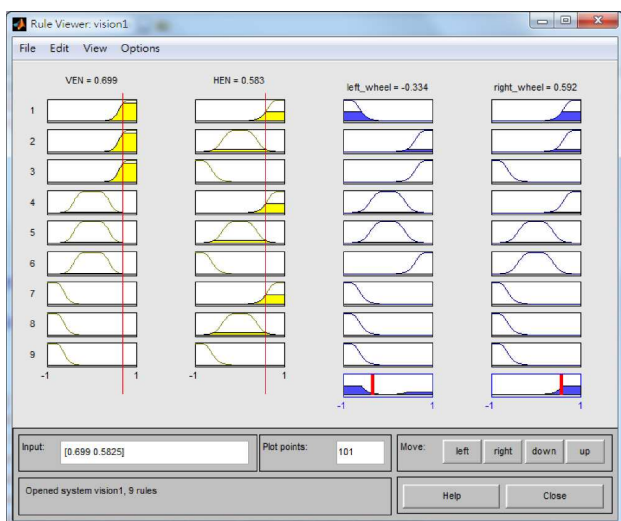 Rule Viewer: vision1
File Edit View Options
VEN = 0.699 HEN = 0.583 left_wheel = -0.334 right_wheel = 0.592
1
2
3
4
5
6
7
8
9
-1 1 -1 1
-1 1 -1 1
Input: [0.699 0.5825] Plot points: 101 Move: left right down up
Opened system vision1, 9 rules Help Close